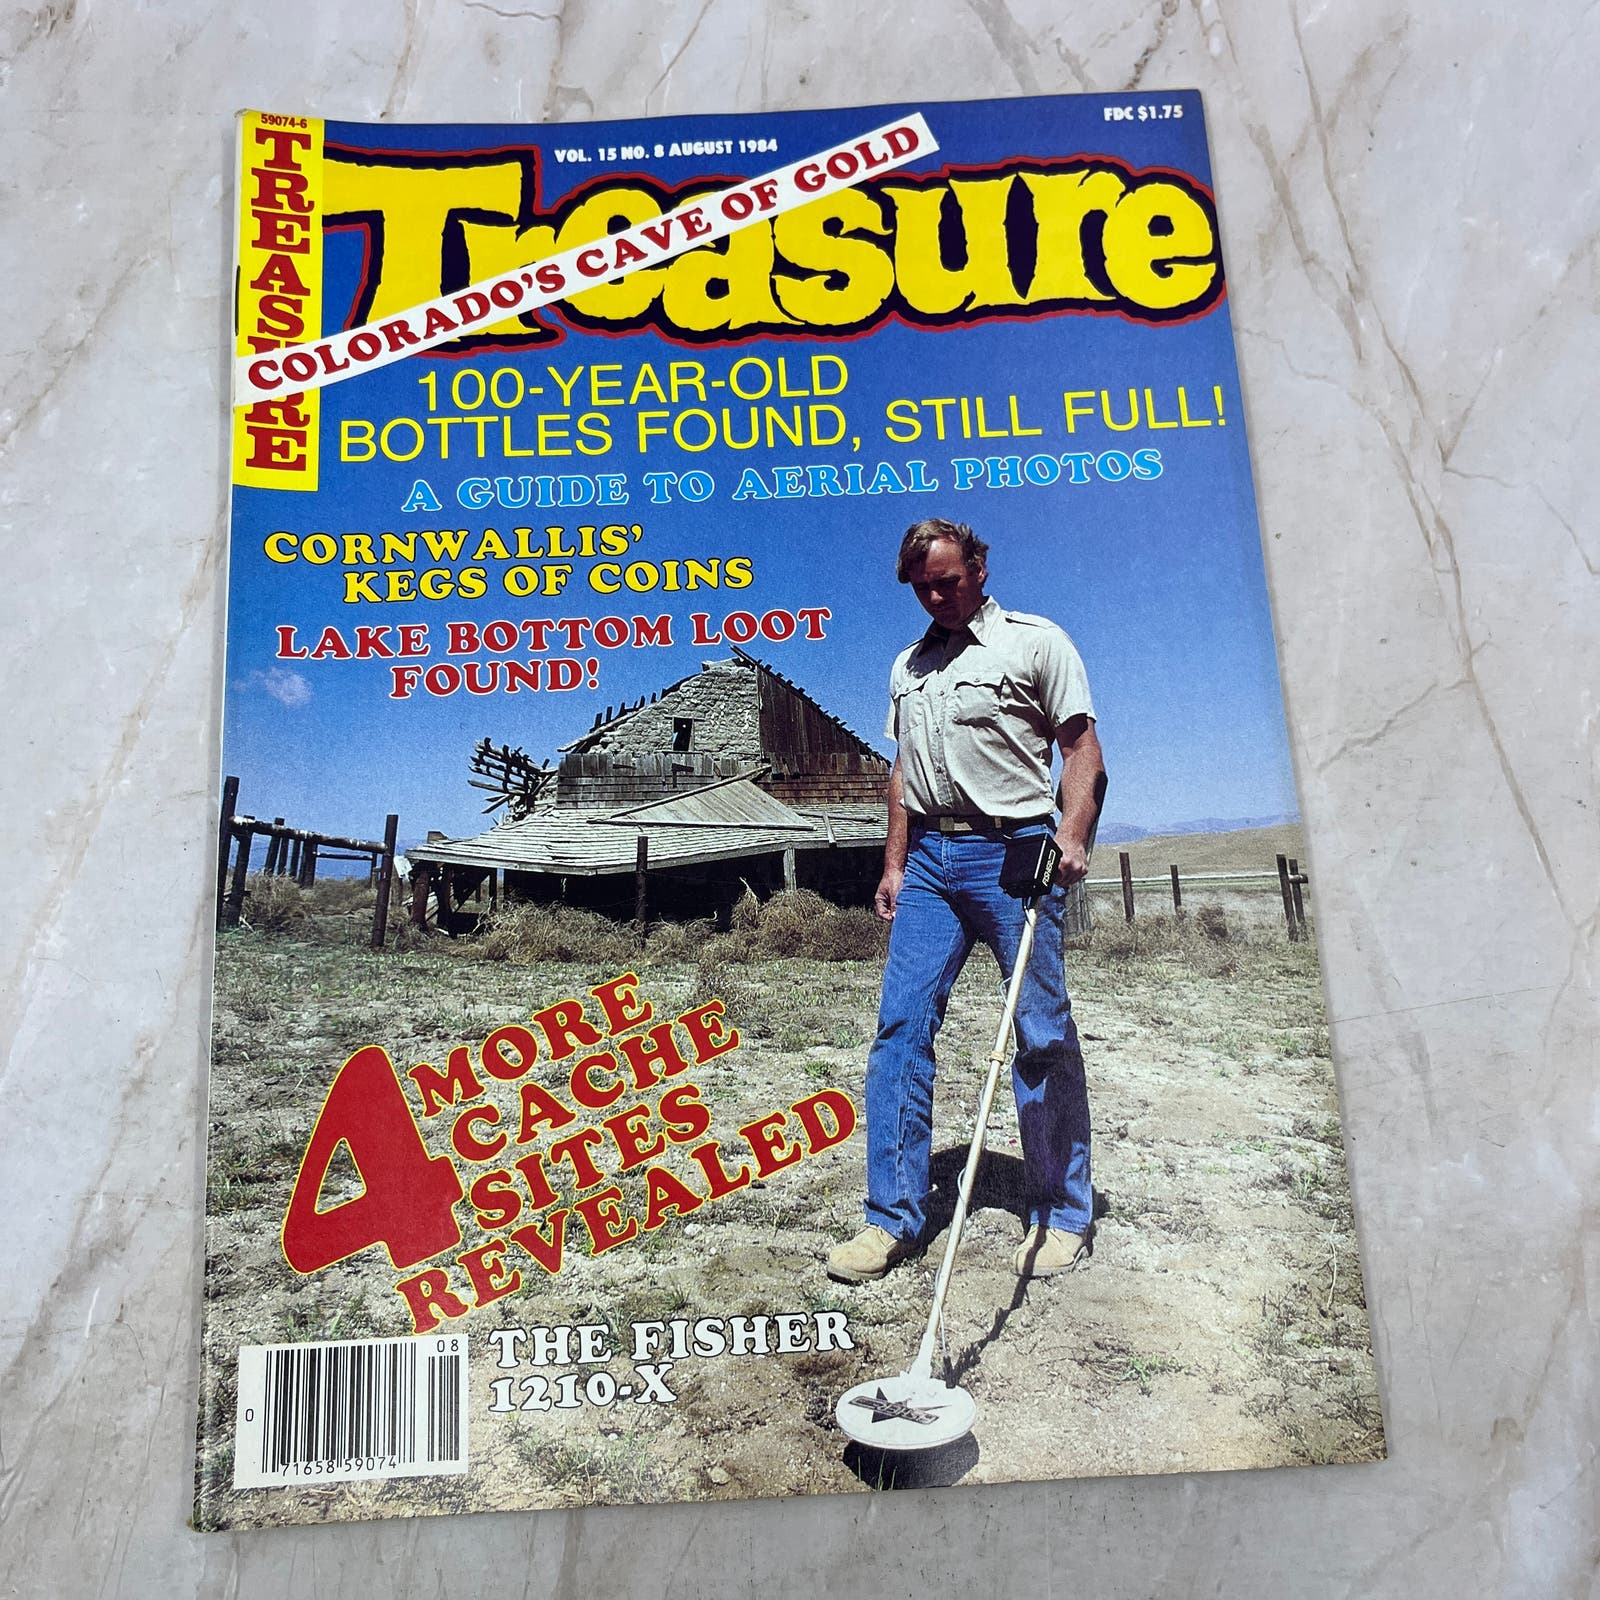 59074-6
TREASURE
VOL. 15 NO. 8 AUGUST 1984
FDC $1.75
Treasure
COLORADO'S CAVE OF GOLD
100-YEAR-OLD
BOTTLES FOUND, STILL FULL!
A GUIDE TO AERIAL PHOTOS
CORNWALLIS'
KEGS OF COINS
LAKE BOTTOM LOOT
FOUND!
FISHER
4 MORE
CACHE
SITES
REVEALED
THE FISHER
1210-X
08
0 71658 59074